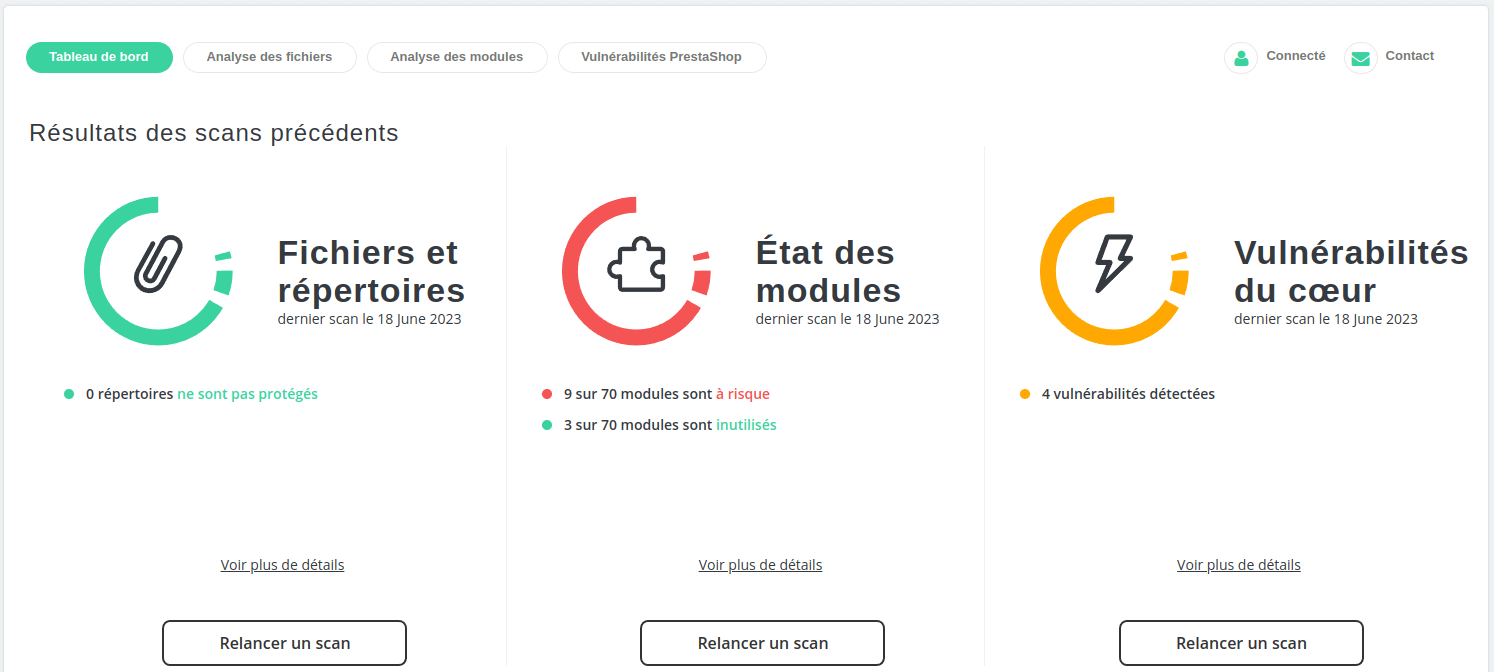 Tableau de bord
Analyse des fichiers
Analyse des modules
Vulnérabilités PrestaShop
Connecté
Contact
Résultats des scans précédents
Fichiers et
répertoires
dernier scan le 18 June 2023
0 répertoires ne sont pas protégés
Voir plus de détails
Relancer un scan
État des
modules
dernier scan le 18 June 2023
9 sur 70 modules sont à risque
3 sur 70 modules sont inutilisés
Voir plus de détails
Relancer un scan
Vulnérabilités
du cœur
dernier scan le 18 June 2023
4 vulnérabilités détectées
Voir plus de détails
Relancer un scan